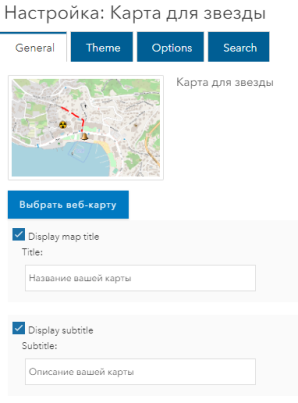 Настройка: Карта для звезды
General Theme Options Search
Карта для звезды
Выбрать веб-карту
Display map title
Title:
Название вашей карты
Display subtitle
Subtitle:
Описание вашей карты